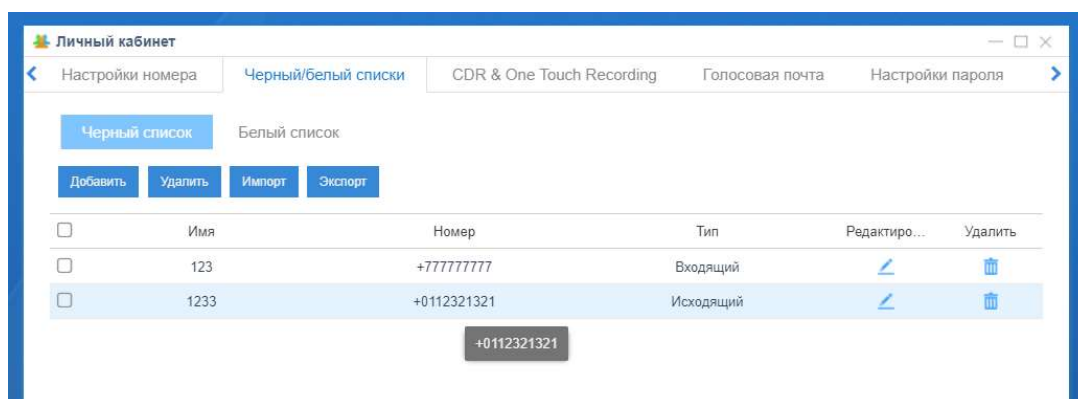 Личный кабинет
Настройки номера Черный/белый списки CDR & One Touch Recording Голосовая почта Настройки пароля
Черный список Белый список
Добавить Удалить Импорт Экспорт
Имя Номер Тип Редактиро... Удалить
123 +777777777 Входящий
1233 +0112321321 Исходящий
+0112321321